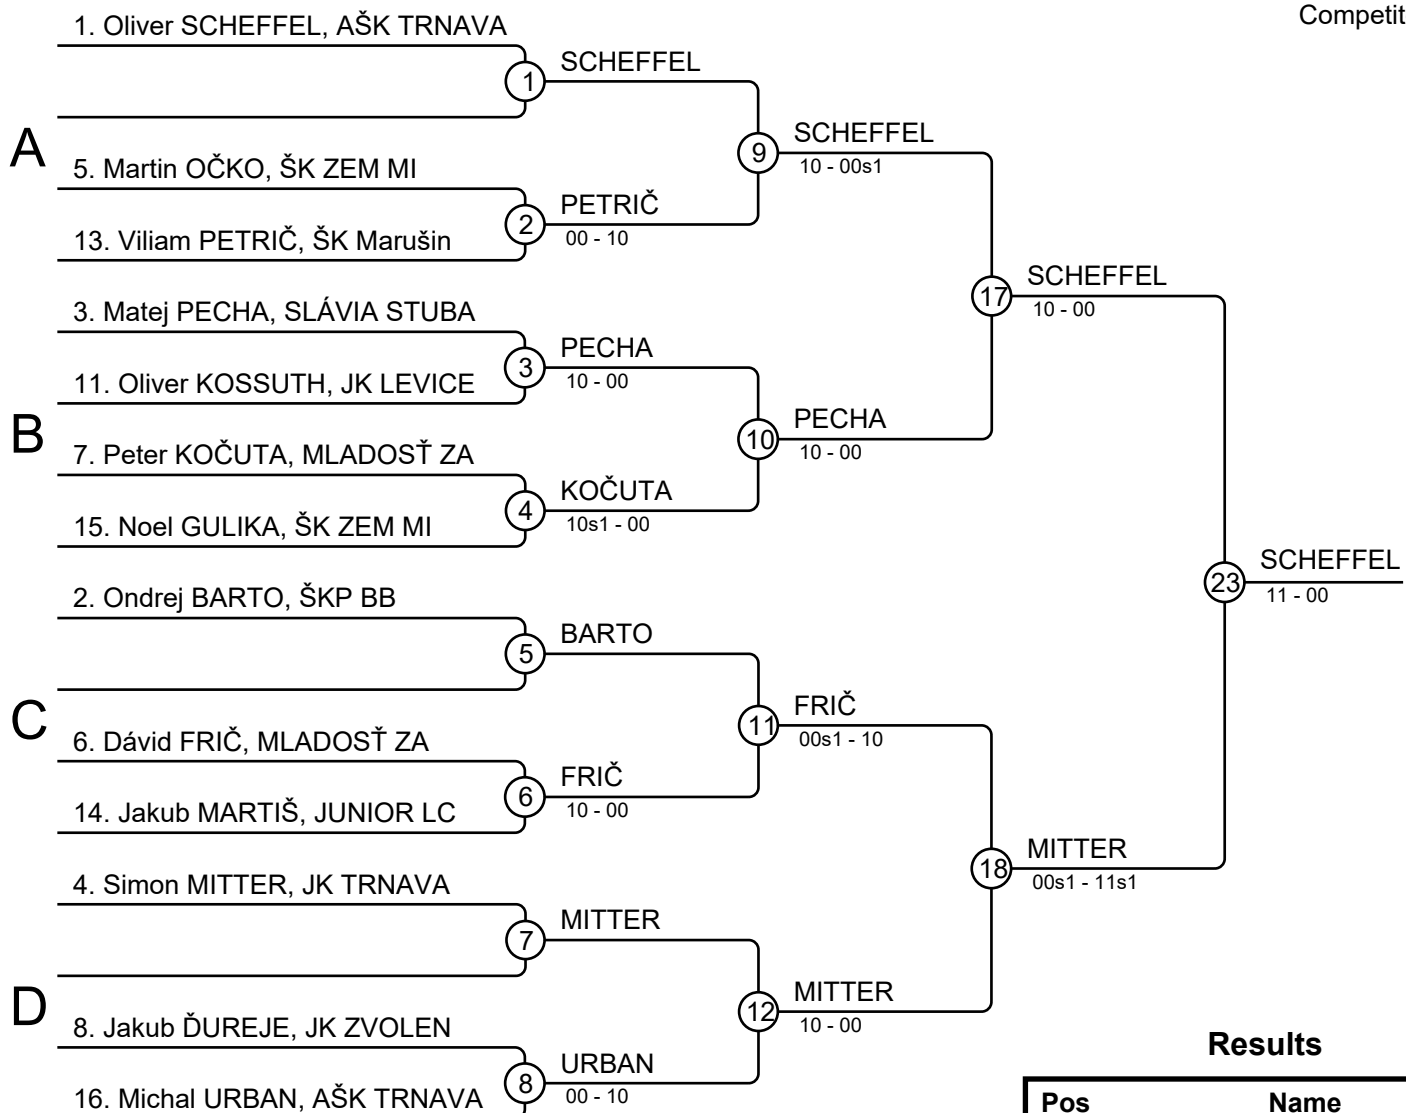 Competit
1. Oliver SCHEFFEL, AŠK TRNAVA
1
SCHEFFEL
A
9
SCHEFFEL
10 - 00s1
5. Martin OČKO, ŠK ZEM MI
2
PETRIČ
00 - 10
13. Viliam PETRIČ, ŠK Marušin
17
SCHEFFEL
10 - 00
3. Matej PECHA, SLÁVIA STUBA
3
PECHA
10 - 00
11. Oliver KOSSUTH, JK LEVICE
B
10
PECHA
10 - 00
7. Peter KOČUTA, MLADOSŤ ZA
4
KOČUTA
10s1 - 00
15. Noel GULIKA, ŠK ZEM MI
23
SCHEFFEL
11 - 00
2. Ondrej BARTO, ŠKP BB
5
BARTO
C
11
FRIČ
00s1 - 10
6. Dávid FRIČ, MLADOSŤ ZA
6
FRIČ
10 - 00
14. Jakub MARTIŠ, JUNIOR LC
18
MITTER
00s1 - 11s1
4. Simon MITTER, JK TRNAVA
7
MITTER
D
12
MITTER
10 - 00
8. Jakub ĎUREJE, JK ZVOLEN
8
URBAN
00 - 10
16. Michal URBAN, AŠK TRNAVA
Results
Pos Name